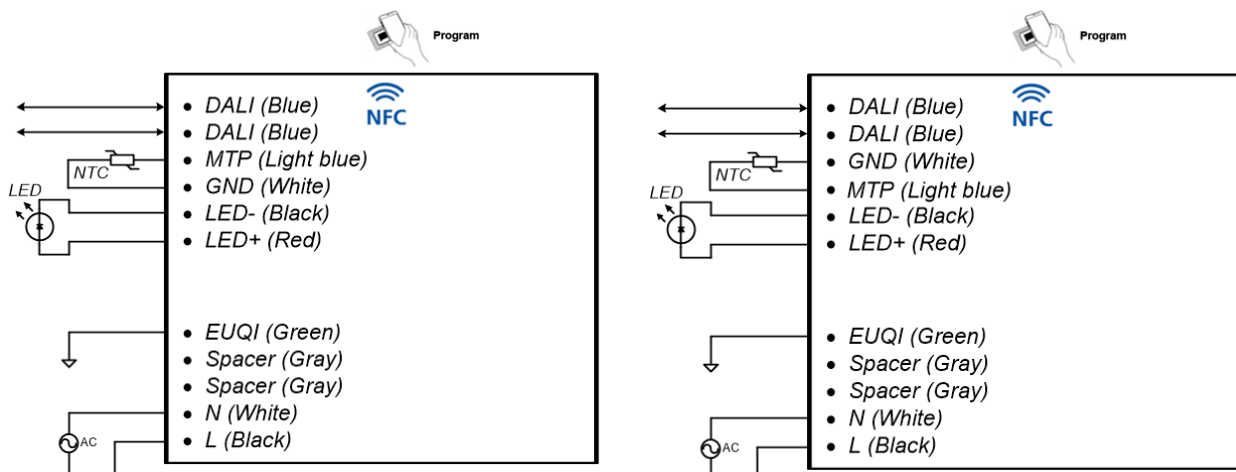 Program
NFC
• DALI (Blue)
• DALI (Blue)
• MTP (Light blue)
NTC
• GND (White)
LED
• LED- (Black)
• LED+ (Red)
• EUQI (Green)
• Spacer (Gray)
• Spacer (Gray)
• N (White)
AC
• L (Black)
Program
NFC
• DALI (Blue)
• DALI (Blue)
• GND (White)
NTC
• MTP (Light blue)
LED
• LED- (Black)
• LED+ (Red)
• EUQI (Green)
• Spacer (Gray)
• Spacer (Gray)
• N (White)
AC
• L (Black)